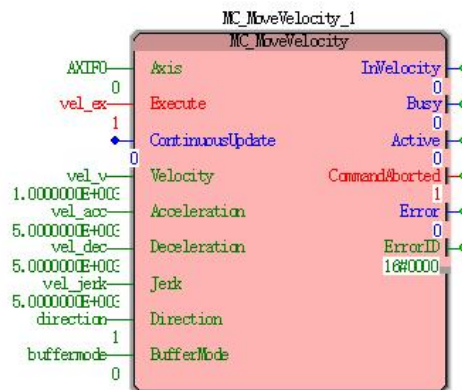 MC_MoveVelocity_1
MC_MoveVelocity
AXIF0 Axis InVelocity
0 0
vel_ex Execute Busy
1 0
ContinuousUpdate Active
0 0
vel_v Velocity CommandAborted
1.0000000E+003 1
vel_acc Acceleration Error
5.0000000E+003 0
vel_dec Deceleration ErrorID
5.0000000E+003 16#0000
vel_jerk Jerk
5.0000000E+003
direction Direction
1
buffermode BufferMode
0